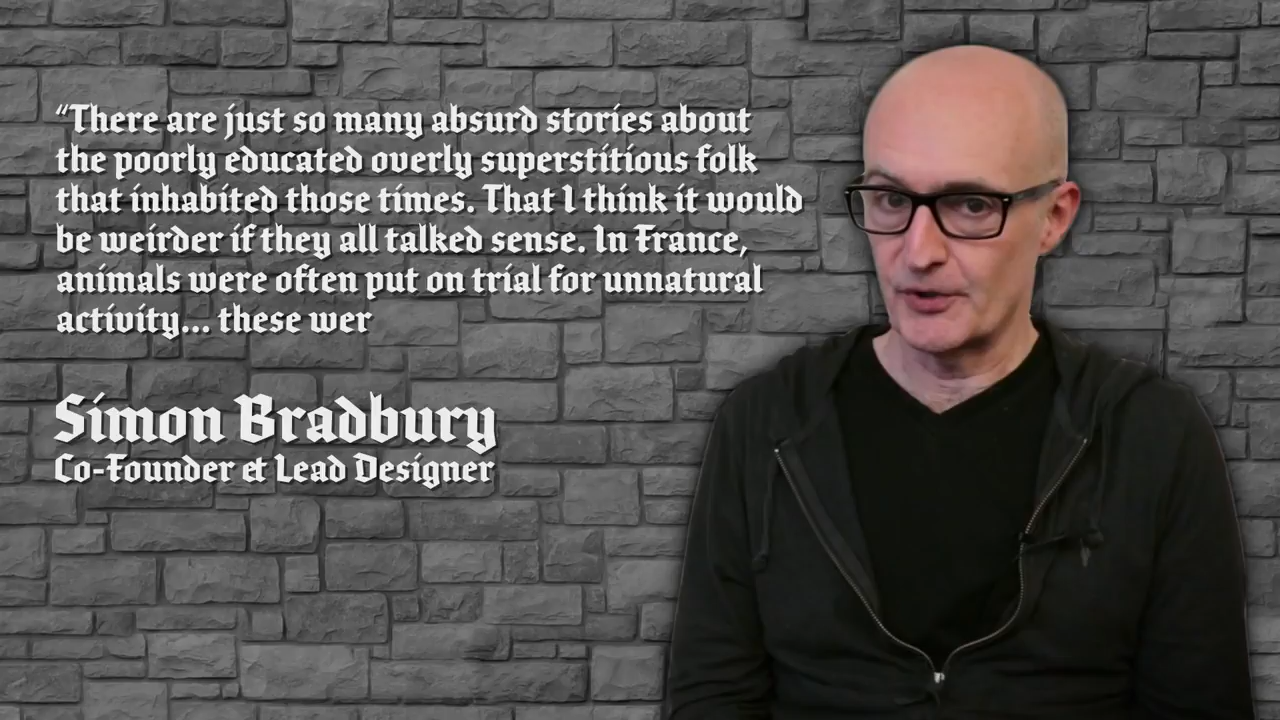 “There are just so many absurd stories about
the poorly educated overly superstitious folk
that inhabited those times. That I think it would
be weirder if they all talked sense. In France,
animals were often put on trial for unnatural
activity... these wer
Simon Bradbury
Co-Founder & Lead Designer